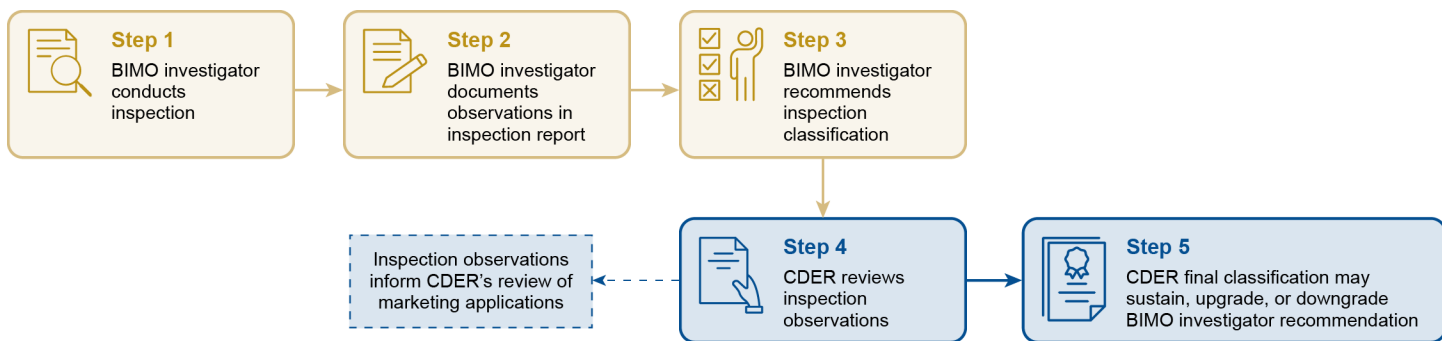 Step 1
BIMO investigator
conducts
inspection
Step 2
BIMO investigator
documents
observations in
inspection report
Step 3
BIMO investigator
recommends
inspection
classification
Step 4
CDER reviews
inspection
observations
Inspection observations
inform CDER’s review of
marketing applications
Step 5
CDER final classification may
sustain, upgrade, or downgrade
BIMO investigator recommendation